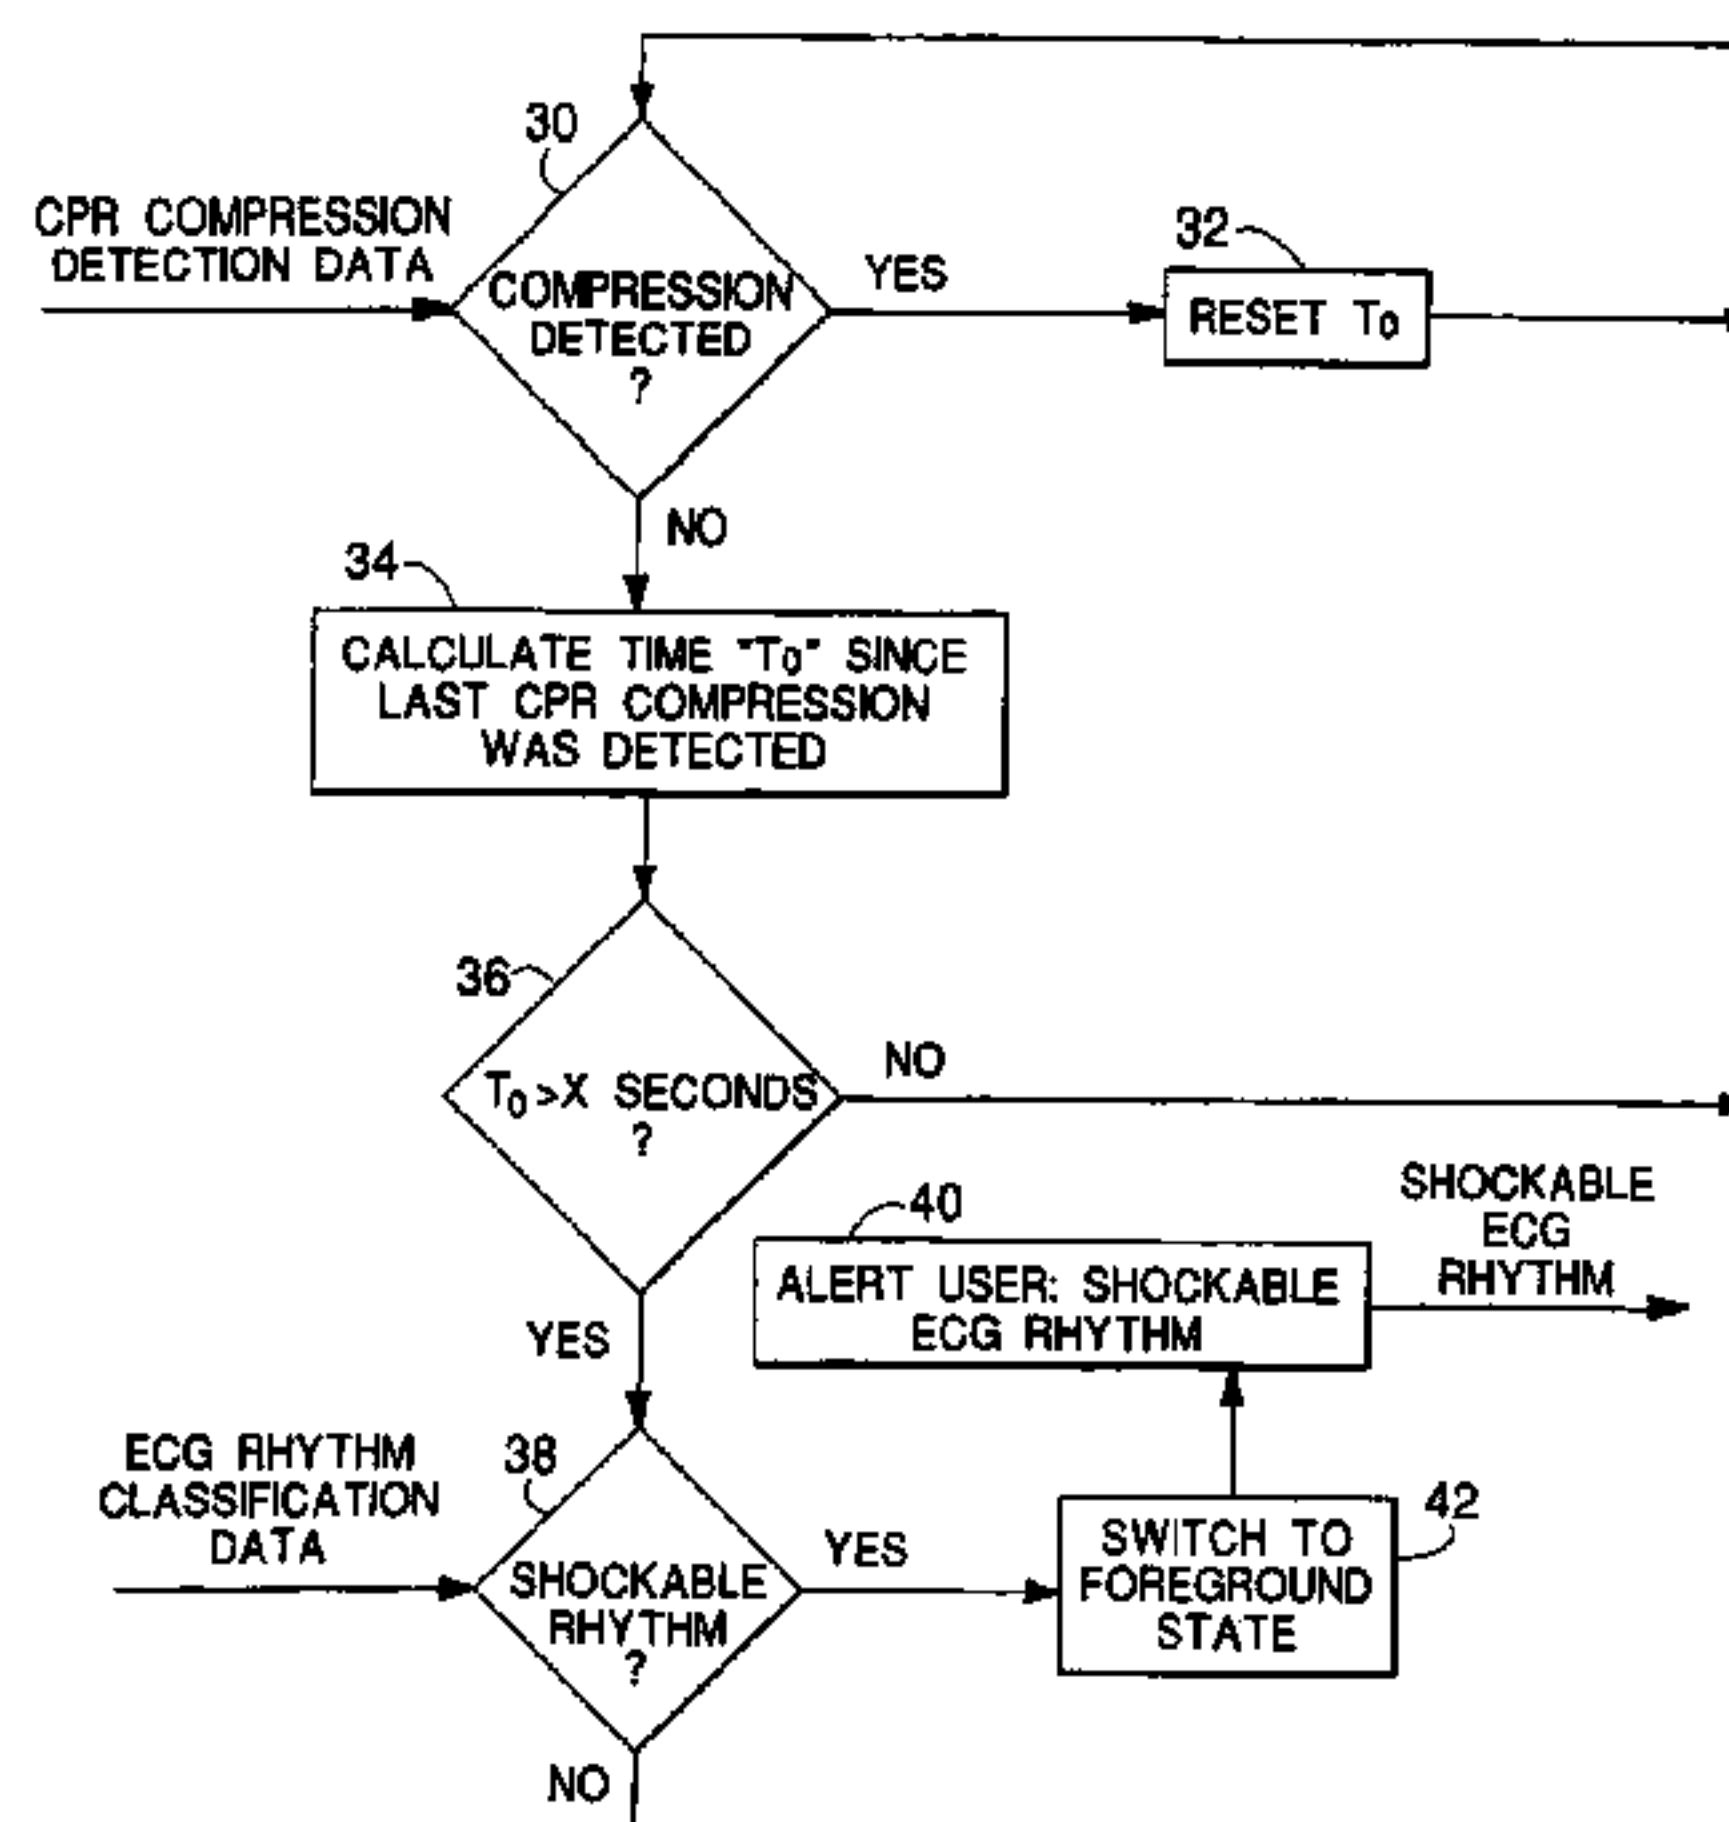 30
CPR COMPRESSION
DETECTION DATA
COMPRESSION
DETECTED
?
YES
32
RESET T0
NO
34
CALCULATE TIME "T0" SINCE
LAST CPR COMPRESSION
WAS DETECTED
36
T0>X SECONDS
?
NO
YES
40
ALERT USER: SHOCKABLE
ECG RHYTHM
SHOCKABLE
ECG
RHYTHM
ECG RHYTHM
CLASSIFICATION
DATA
38
SHOCKABLE
RHYTHM
?
YES
42
SWITCH TO
FOREGROUND
STATE
NO